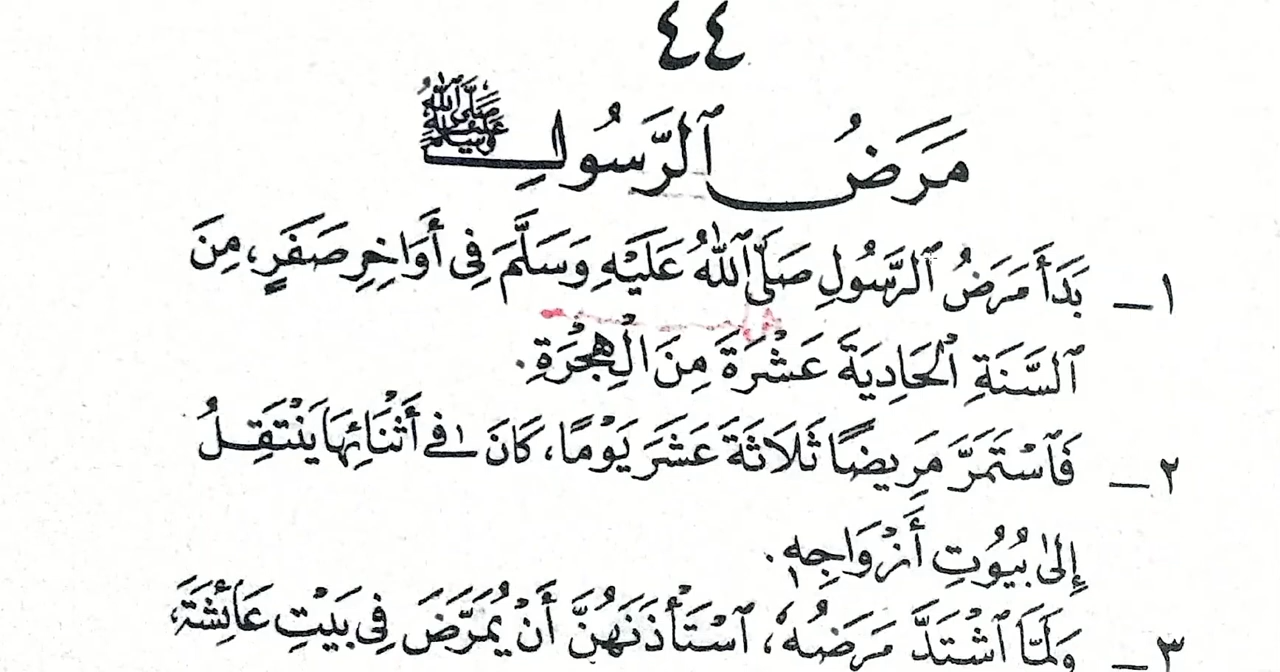 ٤٤
مَرَضُ ٱلرَّسُولِ ﷺ
١ـ بَدَأَ مَرَضُ ٱلرَّسُولِ صَلَّى ٱللّٰهُ عَلَيْهِ وَسَلَّمَ فِي أَوَاخِرِ صَفَرٍ، مِنَ
ٱلسَّنَةِ ٱلْحَادِيَةَ عَشْرَةَ مِنَ الْهِجْرَةِ.
٢ـ فَٱسْتَمَرَّ مَرِيضًا ثَلَاثَةَ عَشَرَ يَوْمًا، كَانَ فِي أَثْنَائِهَا يَنْتَقِلُ
إِلَىٰ بُيُوتِ أَزْوَاجِهِ.
٣ـ وَلَمَّا ٱشْتَدَّ مَرَضُهُ، ٱسْتَأْذَنَهُنَّ أَنْ يُمَرَّضَ فِي بَيْتِ عَائِشَةَ،